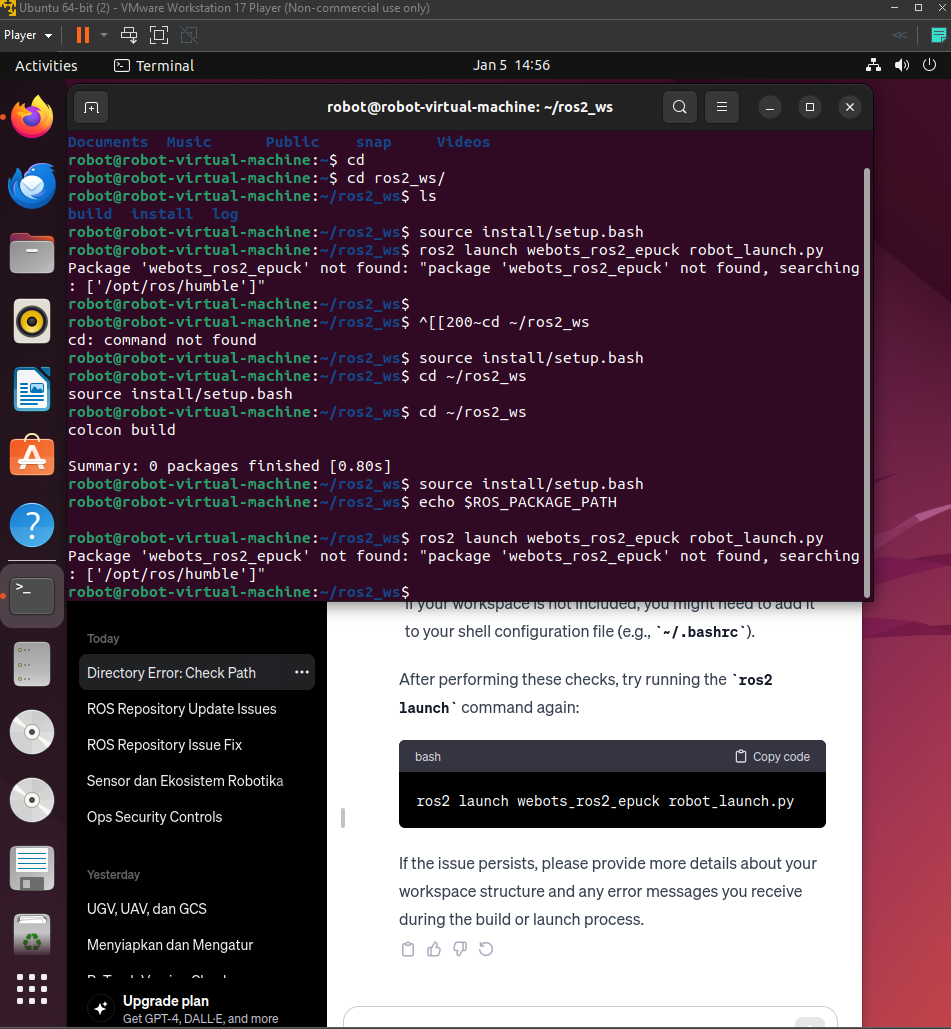 Ubuntu 64-bit (2) - VMware Workstation 17 Player (Non-commercial use only)
Player
Activities
Terminal
Jan 5 14:56
robot@robot-virtual-machine: ~/ros2_ws
Documents Music Public snap Videos
robot@robot-virtual-machine:~$ cd
robot@robot-virtual-machine:~$ cd ros2_ws/
robot@robot-virtual-machine:~/ros2_ws$ ls
build install log
robot@robot-virtual-machine:~/ros2_ws$ source install/setup.bash
robot@robot-virtual-machine:~/ros2_ws$ ros2 launch webots_ros2_epuck robot_launch.py
Package 'webots_ros2_epuck' not found: "package 'webots_ros2_epuck' not found, searching
: ['/opt/ros/humble']"
robot@robot-virtual-machine:~/ros2_ws$
robot@robot-virtual-machine:~/ros2_ws$ ^[[200~cd ~/ros2_ws
cd: command not found
robot@robot-virtual-machine:~/ros2_ws$ source install/setup.bash
robot@robot-virtual-machine:~/ros2_ws$ cd ~/ros2_ws
source install/setup.bash
robot@robot-virtual-machine:~/ros2_ws$ cd ~/ros2_ws
colcon build
Summary: 0 packages finished [0.80s]
robot@robot-virtual-machine:~/ros2_ws$ source install/setup.bash
robot@robot-virtual-machine:~/ros2_ws$ echo $ROS_PACKAGE_PATH
robot@robot-virtual-machine:~/ros2_ws$ ros2 launch webots_ros2_epuck robot_launch.py
Package 'webots_ros2_epuck' not found: "package 'webots_ros2_epuck' not found, searching
: ['/opt/ros/humble']"
robot@robot-virtual-machine:~/ros2_ws$
Today
Directory Error: Check Path
ROS Repository Update Issues
ROS Repository Issue Fix
Sensor dan Ekosistem Robotika
Ops Security Controls
Yesterday
UGV, UAV, dan GCS
Menyiapkan dan Mengatur
Upgrade plan
Get GPT-4, DALL·E, and more
If your workspace is not included, you might need to add it
to your shell configuration file (e.g., `~/.bashrc`).
After performing these checks, try running the `ros2
launch` command again:
bash
Copy code
ros2 launch webots_ros2_epuck robot_launch.py
If the issue persists, please provide more details about your
workspace structure and any error messages you receive
during the build or launch process.